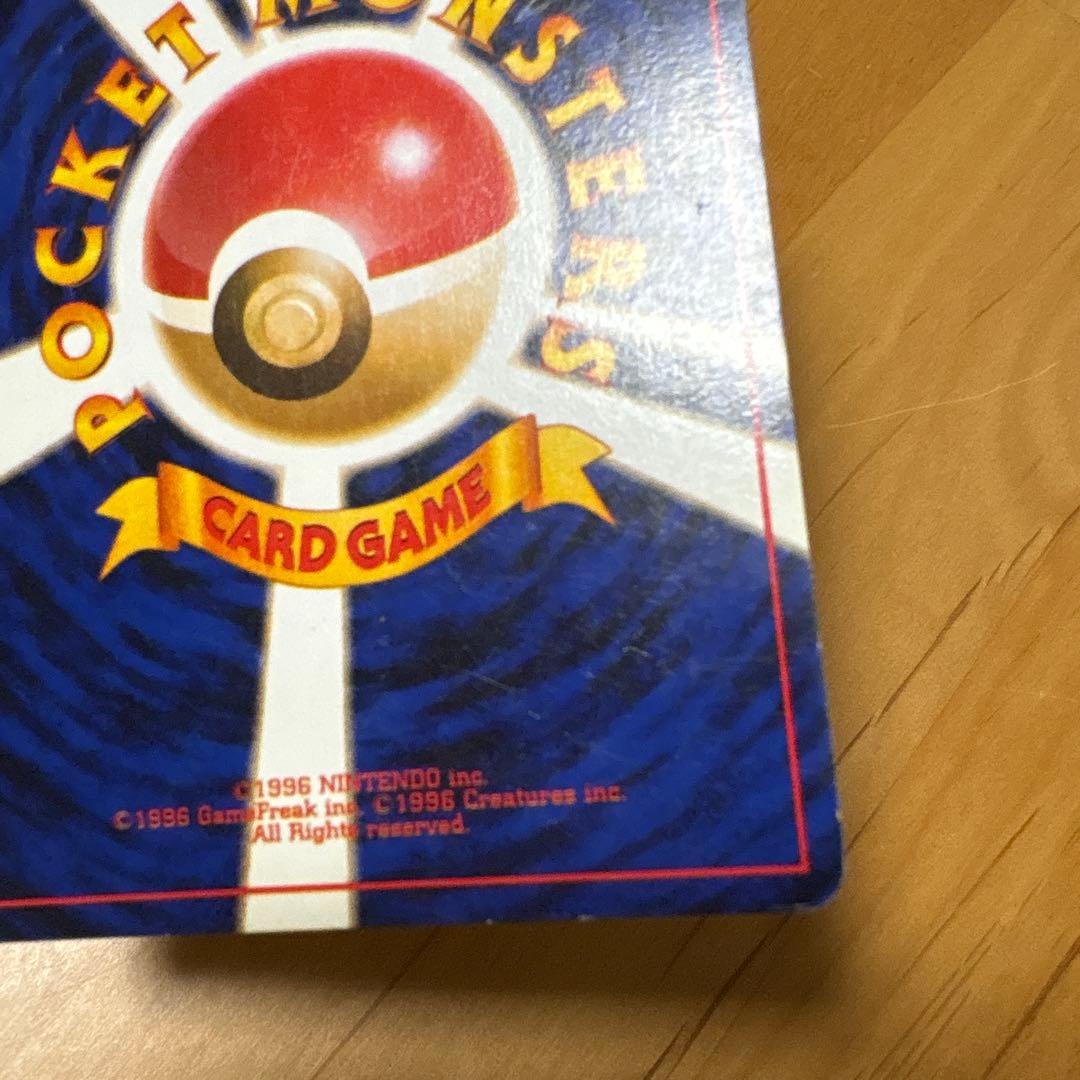 POCKET MONSTERS
CARD GAME
©1996 NINTENDO inc.
©1996 GameFreak inc. ©1996 Creatures inc.
All Rights reserved.